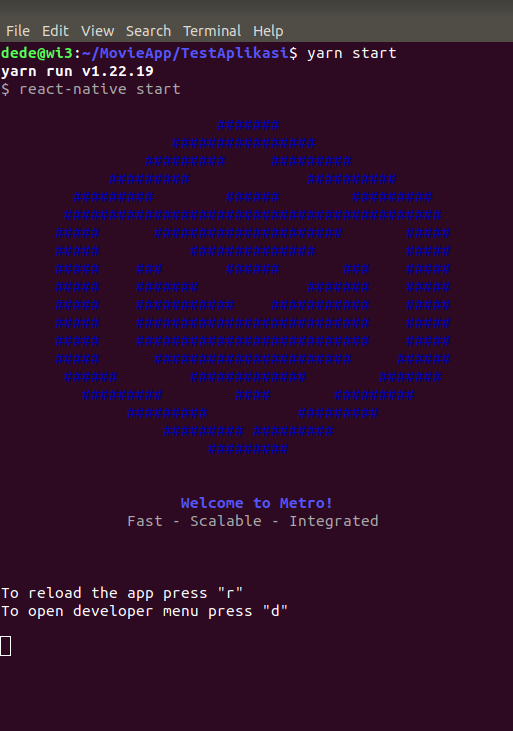 File Edit View Search Terminal Help
dede@wi3:~/MovieApp/TestAplikasi$ yarn start
yarn run v1.22.19
$ react-native start
Welcome to Metro!
Fast - Scalable - Integrated
To reload the app press "r"
To open developer menu press "d"